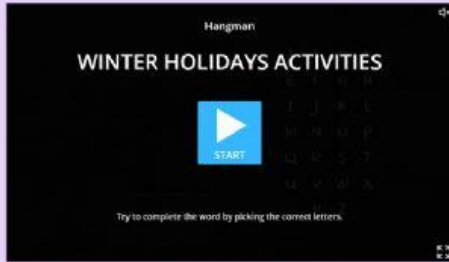 Hangman
WINTER HOLIDAYS ACTIVITIES
I J K L
M N O P
Q R S T
U V W X
START
Try to complete the word by picking the correct letters.